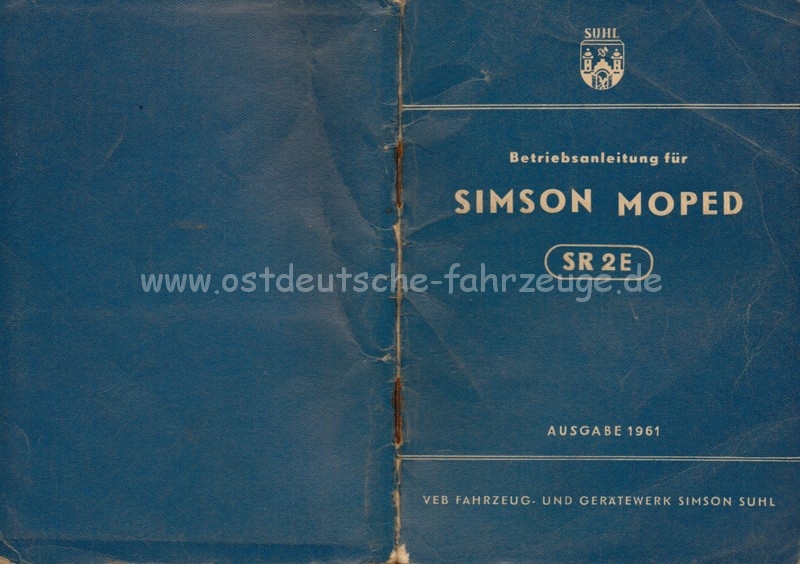 SUHL
Betriebsanleitung für
SIMSON MOPED
SR 2E
www.ostdeutsche-fahrzeuge.de
AUSGABE 1961
VEB FAHRZEUG- UND GERÄTEWERK SIMSON SUHL